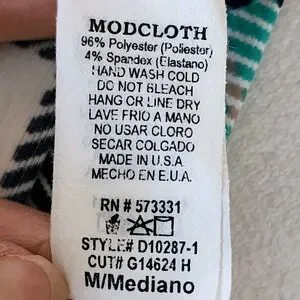 MODCLOTH
96% Polyester (Poliester)
4% Spandex (Elastano)
HAND WASH COLD
DO NOT BLEACH
HANG OR LINE DRY
LAVE FRIO A MANO
NO USAR CLORO
SECAR COLGADO
MADE IN U.S.A.
MECHO EN E.U.A.
RN # 573331
STYLE# D10287-1
CUT# G14624 H
M/Mediano